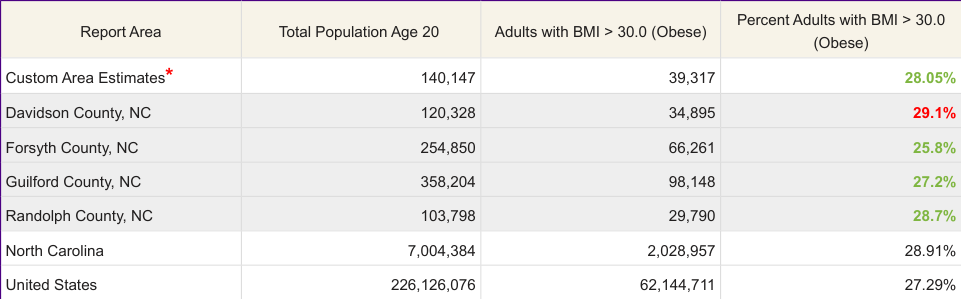 Report Area Total Population Age 20 Adults with BMI > 30.0 (Obese) Percent Adults with BMI > 30.0 (Obese)
Custom Area Estimates* 140,147 39,317 28.05%
Davidson County, NC 120,328 34,895 29.1%
Forsyth County, NC 254,850 66,261 25.8%
Guilford County, NC 358,204 98,148 27.2%
Randolph County, NC 103,798 29,790 28.7%
North Carolina 7,004,384 2,028,957 28.91%
United States 226,126,076 62,144,711 27.29%